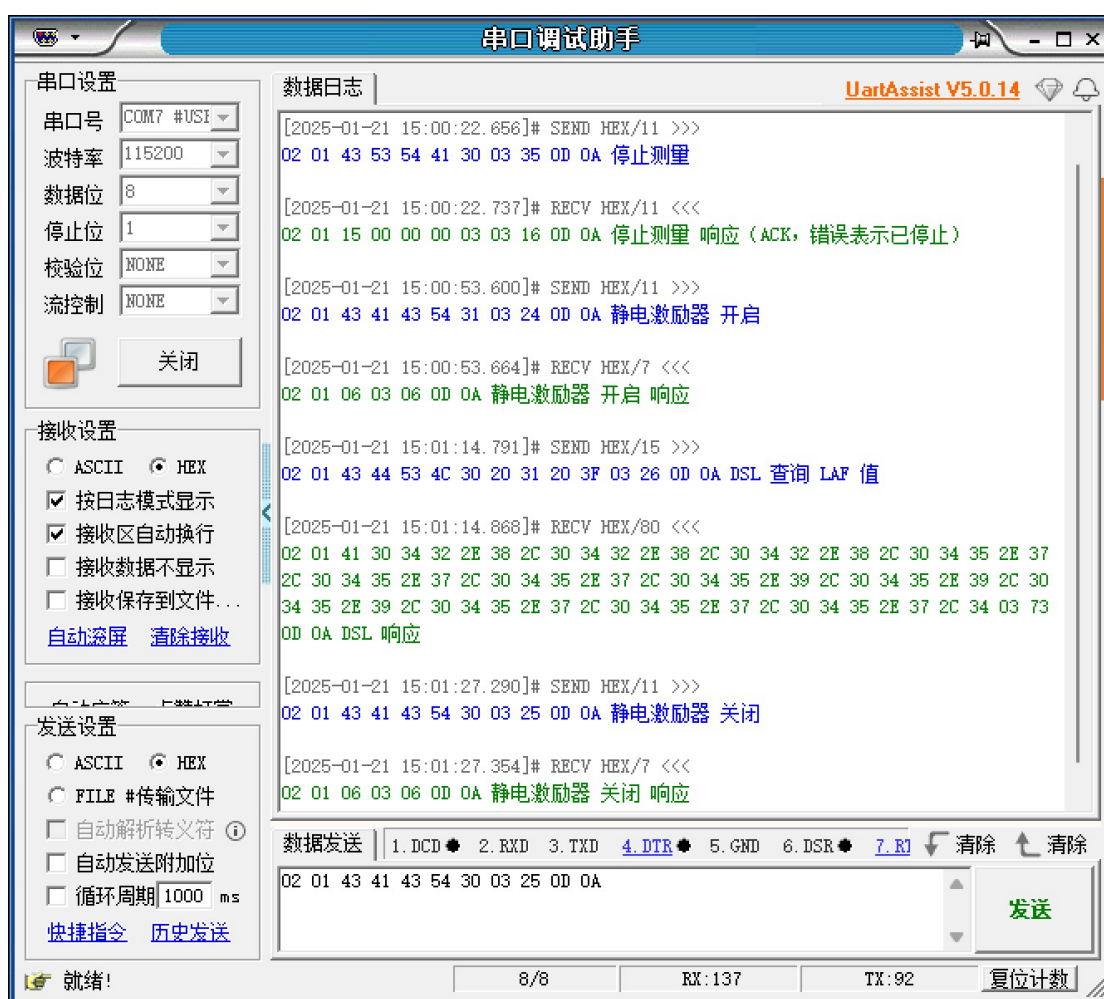 串口调试助手
串口设置
串口号 COM7 #USI
波特率 115200
数据位 8
停止位 1
校验位 NONE
流控制 NONE
关闭
接收设置
ASCII HEX
按日志模式显示
接收区自动换行
接收数据不显示
接收保存到文件...
自动滚屏 清除接收
发送设置
ASCII HEX
FILE #传输文件
自动解析转义符
自动发送附加位
循环周期 1000 ms
快捷指令 历史发送
数据日志
UartAssist V5.0.14
[2025-01-21 15:00:22.656]# SEND HEX/11 >>>
02 01 43 53 54 41 30 03 35 0D 0A 停止测量
[2025-01-21 15:00:22.737]# RECV HEX/11 <<<
02 01 15 00 00 00 03 03 16 0D 0A 停止测量 响应（ACK，错误表示已停止）
[2025-01-21 15:00:53.600]# SEND HEX/11 >>>
02 01 43 41 43 54 31 03 24 0D 0A 静电激励器 开启
[2025-01-21 15:00:53.664]# RECV HEX/7 <<<
02 01 06 03 06 0D 0A 静电激励器 开启 响应
[2025-01-21 15:01:14.791]# SEND HEX/15 >>>
02 01 43 44 53 4C 30 20 31 20 3F 03 26 0D 0A DSL 查询 LAF 值
[2025-01-21 15:01:14.868]# RECV HEX/80 <<<
02 01 41 30 34 32 2E 38 2C 30 34 32 2E 38 2C 30 34 32 2E 38 2C 30 34 35 2E 37
2C 30 34 35 2E 37 2C 30 34 35 2E 37 2C 30 34 35 2E 39 2C 30 34 35 2E 39 2C 30
34 35 2E 39 2C 30 34 35 2E 37 2C 30 34 35 2E 37 2C 30 34 35 2E 37 2C 34 03 73
0D 0A DSL 响应
[2025-01-21 15:01:27.290]# SEND HEX/11 >>>
02 01 43 41 43 54 30 03 25 0D 0A 静电激励器 关闭
[2025-01-21 15:01:27.354]# RECV HEX/7 <<<
02 01 06 03 06 0D 0A 静电激励器 关闭 响应
数据发送 1.DCD 2.RXD 3.TXD 4.DTR 5.GND 6.DSR 7.RT 清除 清除
02 01 43 41 43 54 30 03 25 0D 0A
发送
就绪! 8/8 RX:137 TX:92 复位计数